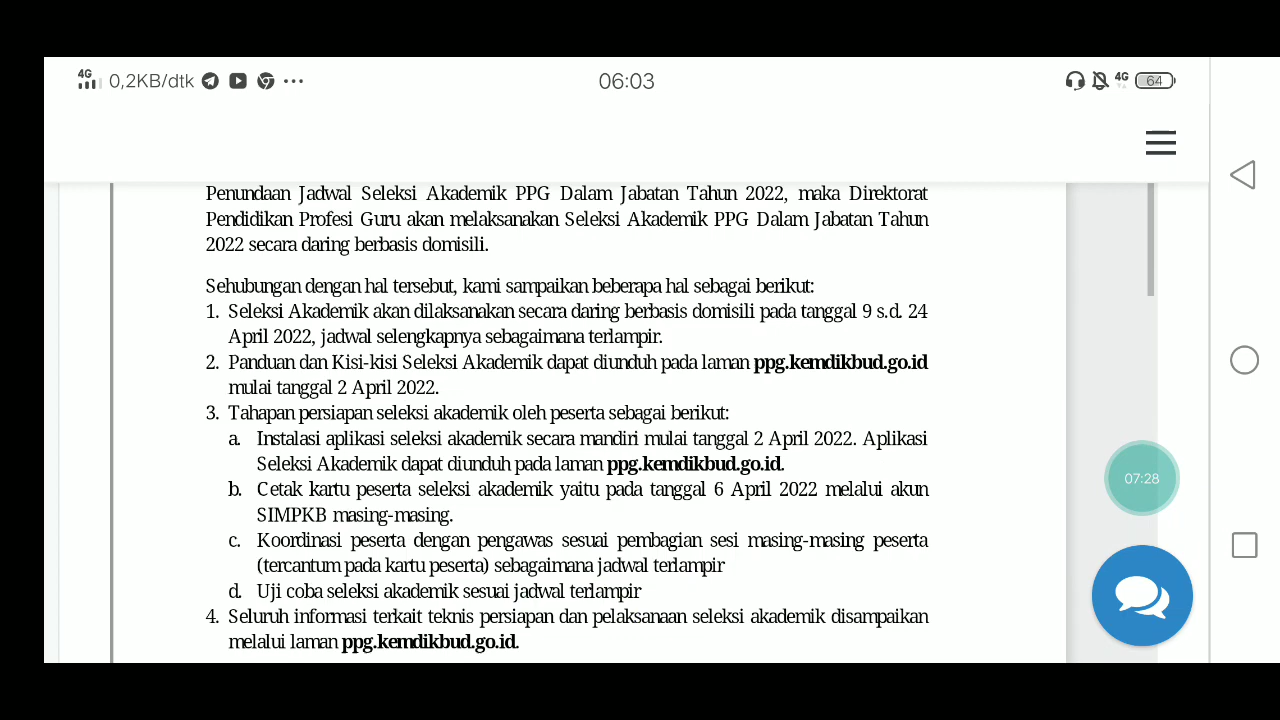 4G 0,2KB/dtk 06:03 4G 64
Penundaan Jadwal Seleksi Akademik PPG Dalam Jabatan Tahun 2022, maka Direktorat
Pendidikan Profesi Guru akan melaksanakan Seleksi Akademik PPG Dalam Jabatan Tahun
2022 secara daring berbasis domisili.
Sehubungan dengan hal tersebut, kami sampaikan beberapa hal sebagai berikut:
1. Seleksi Akademik akan dilaksanakan secara daring berbasis domisili pada tanggal 9 s.d. 24
April 2022, jadwal selengkapnya sebagaimana terlampir.
2. Panduan dan Kisi-kisi Seleksi Akademik dapat diunduh pada laman ppg.kemdikbud.go.id
mulai tanggal 2 April 2022.
3. Tahapan persiapan seleksi akademik oleh peserta sebagai berikut:
a. Instalasi aplikasi seleksi akademik secara mandiri mulai tanggal 2 April 2022. Aplikasi
Seleksi Akademik dapat diunduh pada laman ppg.kemdikbud.go.id.
b. Cetak kartu peserta seleksi akademik yaitu pada tanggal 6 April 2022 melalui akun
SIMPKB masing-masing.
c. Koordinasi peserta dengan pengawas sesuai pembagian sesi masing-masing peserta
(tercantum pada kartu peserta) sebagaimana jadwal terlampir
d. Uji coba seleksi akademik sesuai jadwal terlampir
4. Seluruh informasi terkait teknis persiapan dan pelaksanaan seleksi akademik disampaikan
melalui laman ppg.kemdikbud.go.id.
07:28